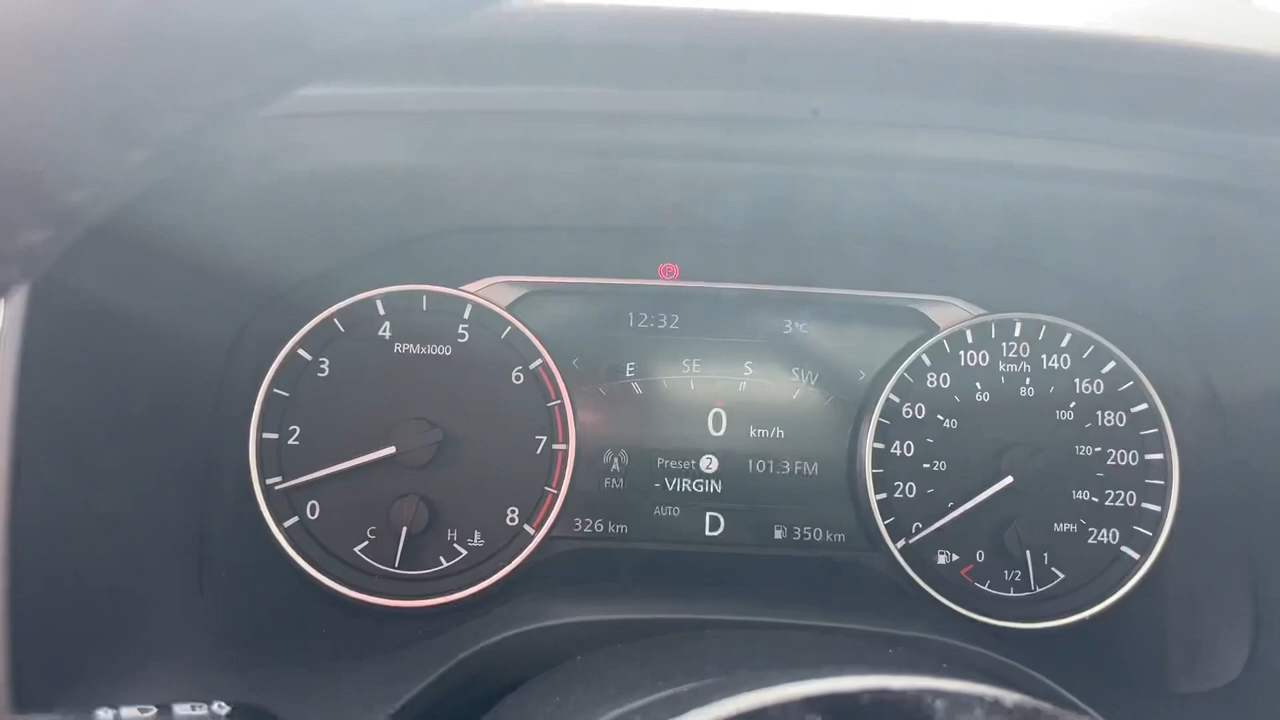 12:32 3°C
E SE S SW
0 km/h
FM Preset 2 101.3 FM
- VIRGIN
AUTO D
326 km 350 km
RPMx1000
0 2 3 4 5 6 7 8
C H
0 20 40 60 80 100 120 140 160 180 200 220 240
km/h
20 40 60 80 100 120 140
MPH
0 1/2 1
P